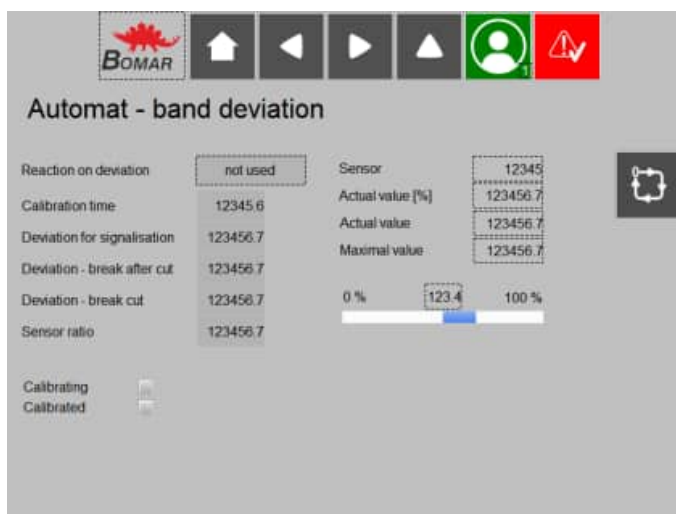 BOMAR
1
Automat - band deviation
Reaction on deviation not used
Calibration time 12345.6
Deviation for signalisation 123456.7
Deviation - break after cut 123456.7
Deviation - break cut 123456.7
Sensor ratio 123456.7
Calibrating
Calibrated
Sensor 12345
Actual value [%] 123456.7
Actual value 123456.7
Maximal value 123456.7
0 % 123.4 100 %